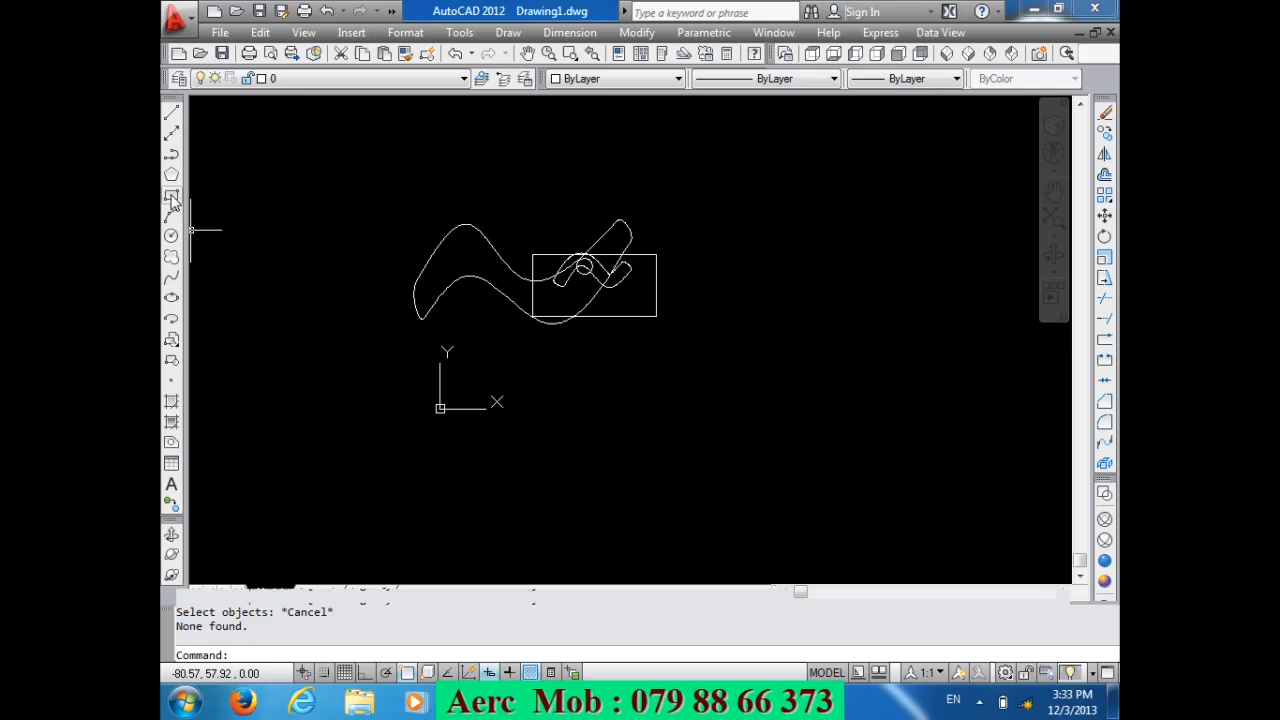 AutoCAD 2012 Drawing1.dwg
Type a keyword or phrase
Sign In
File Edit View Insert Format Tools Draw Dimension Modify Parametric Window Help Express Data View
0
ByLayer
ByLayer
ByLayer
ByColor
Y
X
A
Select objects: *Cancel*
None found.
Command:
-80.57, 57.92, 0.00
MODEL
1:1
Aerc Mob : 079 88 66 373
EN
3:33 PM
12/3/2013